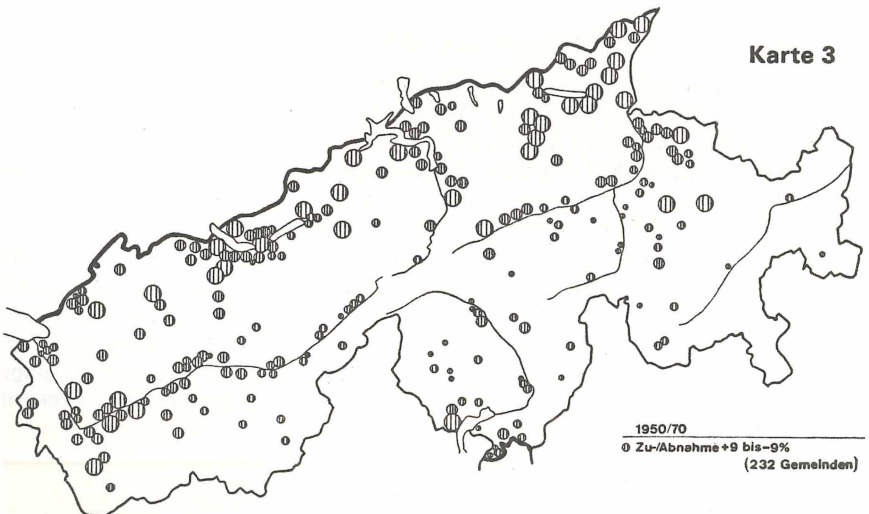 Karte 3
1950/70
Zu-/Abnahme +9 bis -9%
(232 Gemeinden)